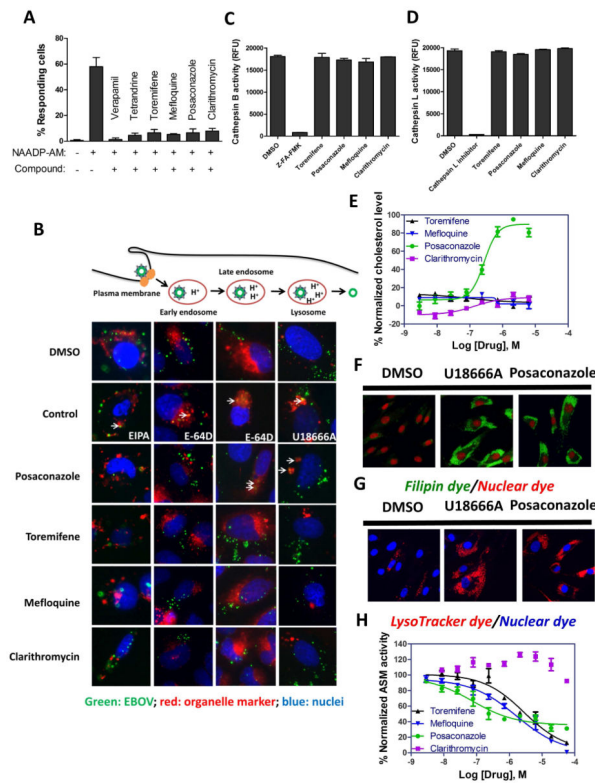 A
% Responding cells
80
60
40
20
0
Verapamil
Tetrandrine
Toremifene
Mefloquine
Posaconazole
Clarithromycin
NAADP-AM: - + + + + + + +
Compound: - - + + + + + +
C
Cathepsin B activity (RFU)
20000
15000
10000
5000
0
DMSO
Z-FA-FMK
Toremifene
Posaconazole
Mefloquine
Clarithromycin
D
Cathepsin L activity (RFU)
20000
15000
10000
5000
0
DMSO
Cathepsin L inhibitor
Toremifene
Posaconazole
Mefloquine
Clarithromycin
B
Plasma membrane
Early endosome
Late endosome
Lysosome
H+
H+
H+
H+
H+
H+
H+
H+
DMSO
Control
EIPA
E-64D
E-64D
U18666A
Posaconazole
Toremifene
Mefloquine
Clarithromycin
Green: EBOV; red: organelle marker; blue: nuclei
E
% Normalized cholesterol level
100
80
60
40
20
0
-20
Toremifene
Mefloquine
Posaconazole
Clarithromycin
-9 -8 -7 -6 -5 -4
Log [Drug], M
F
DMSO U18666A Posaconazole
Filipin dye/Nuclear dye
G
DMSO U18666A Posaconazole
LysoTracker dye/Nuclear dye
H
% Normalized ASM activity
140
120
100
80
60
40
20
0
Toremifene
Mefloquine
Posaconazole
Clarithromycin
-9 -8 -7 -6 -5 -4
Log [Drug], M